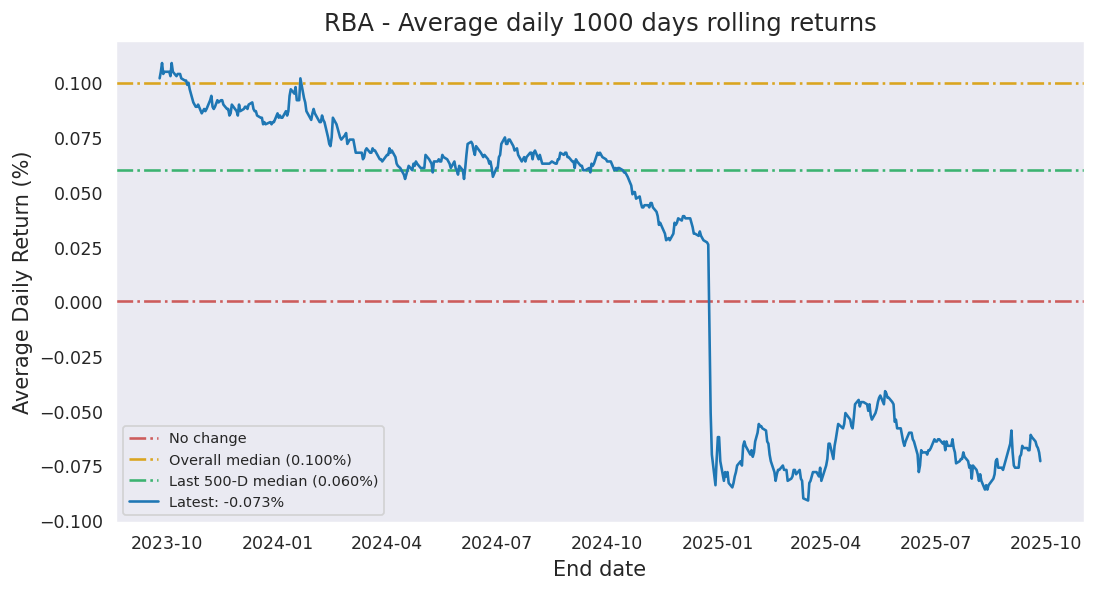 RBA - Average daily 1000 days rolling returns
Average Daily Return (%)
0.100
0.075
0.050
0.025
0.000
−0.025
−0.050
−0.075
−0.100
No change
Overall median (0.100%)
Last 500-D median (0.060%)
Latest: -0.073%
2023-10 2024-01 2024-04 2024-07 2024-10 2025-01 2025-04 2025-07 2025-10
End date